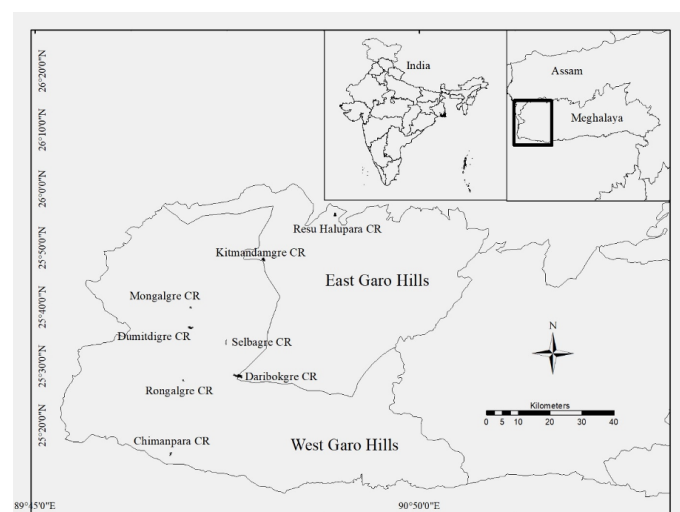 26°20'0"N
India
Assam
26°10'0"N
Meghalaya
26°0'0"N
Resu Halupara CR
25°50'0"N
Kitmandamgre CR
East Garo Hills
Mongalgre CR
25°40'0"N
Dumitdigre CR
Selbagre CR
N
25°30'0"N
Daribokgre CR
Rongalgre CR
Kilometers
0 5 10 20 30 40
25°20'0"N
Chimanpara CR
West Garo Hills
89°45'0"E
90°50'0"E